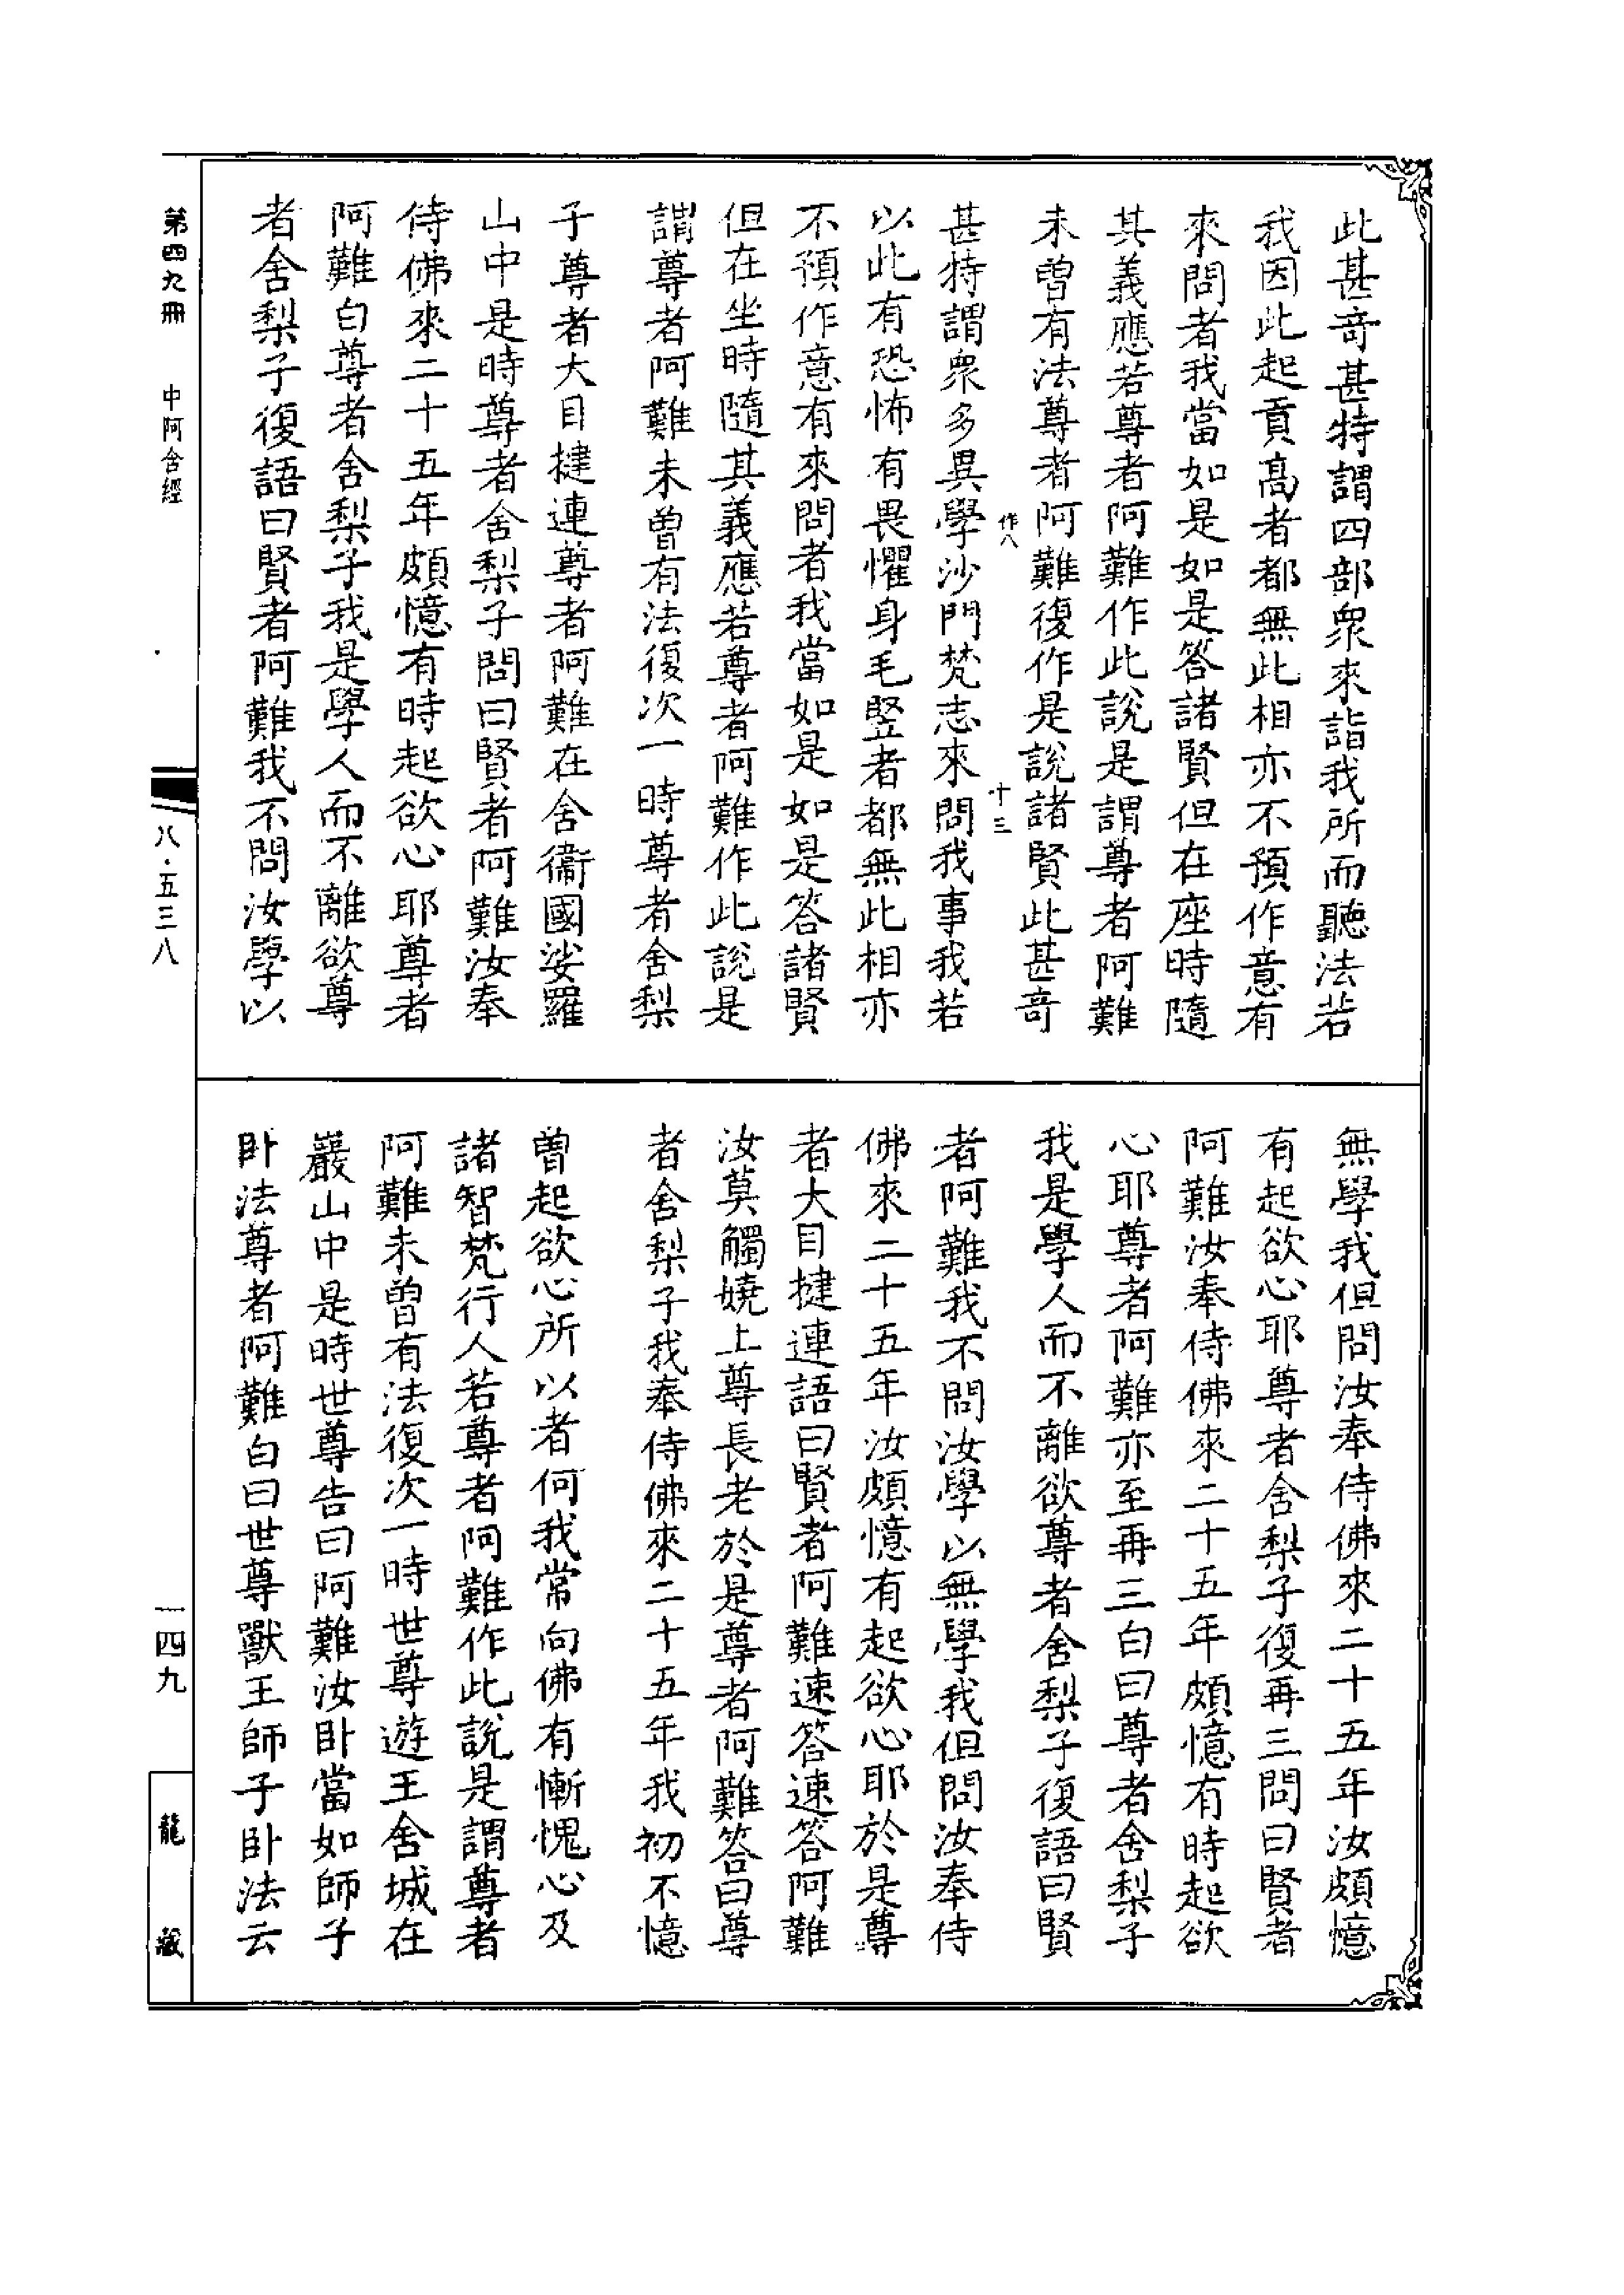 此甚奇甚特謂四部衆來詣我所而聽法若
我因此起貢高者都無此相亦不預作意有
來問者我當如是如是答諸賢但在座時隨
其義應若尊者阿難作此說是謂尊者阿難
未曾有法尊者阿難復作是說諸賢此甚奇
作八
十三
甚特謂衆多異學沙門梵志來問我事我若
以此有恐怖有畏懼身毛竪者都無此相亦
不預作意有來問者我當如是如是答諸賢
但在坐時隨其義應若尊者阿難作此說是
謂尊者阿難未曾有法復次一時尊者舍梨
子尊者大目揵連尊者阿難在舍衞國娑羅
山中是時尊者舍梨子問曰賢者阿難汝奉
侍佛來二十五年頗憶有時起欲心耶尊者
阿難白尊者舍梨子我是學人而不離欲尊
者舍梨子復語曰賢者阿難我不問汝學以
無學我但問汝奉侍佛來二十五年汝頗憶
有起欲心耶尊者舍梨子復再三問曰賢者
阿難汝奉侍佛來二十五年頗憶有時起欲
心耶尊者阿難亦至再三白曰尊者舍梨子
我是學人而不離欲尊者舍梨子復語曰賢
者阿難我不問汝學以無學我但問汝奉侍
佛來二十五年汝頗憶有起欲心耶於是尊
者大目揵連語曰賢者阿難速答速答阿難
汝莫觸嬈上尊長老於是尊者阿難答曰尊
者舍梨子我奉侍佛來二十五年我初不憶
曾起欲心所以者何我常向佛有慚愧心及
諸智梵行人若尊者阿難作此說是謂尊者
阿難未曾有法復次一時世尊遊王舍城在
巖山中是時世尊告曰阿難汝卧當如師子
卧法尊者阿難白曰世尊獸王師子卧法云
第四九冊 中阿含經
八·五三八
一四九
龍藏